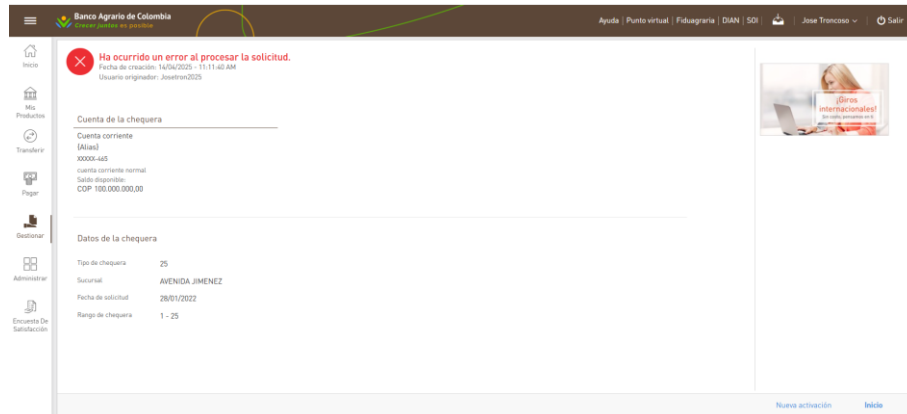 Banco Agrario de Colombia
Crecer juntos es posible
Ayuda | Punto virtual | Fiduagraria | DIAN | SOI |
Jose Troncoso
Salir
Inicio
Mis Productos
Transferir
Pagar
Gestionar
Administrar
Encuesta De Satisfacción
Ha ocurrido un error al procesar la solicitud.
Fecha de creación: 14/04/2025 - 11:11:40 AM
Usuario originador: Josetron2025
Cuenta de la chequera
Cuenta corriente
(Alias)
XXXXX-465
cuenta corriente normal
Saldo disponible:
COP 100.000.000,00
Datos de la chequera
Tipo de chequera 25
Sucursal AVENIDA JIMENEZ
Fecha de solicitud 28/01/2022
Rango de chequera 1 - 25
¡Giros
internacionales!
Nueva activación
Inicio